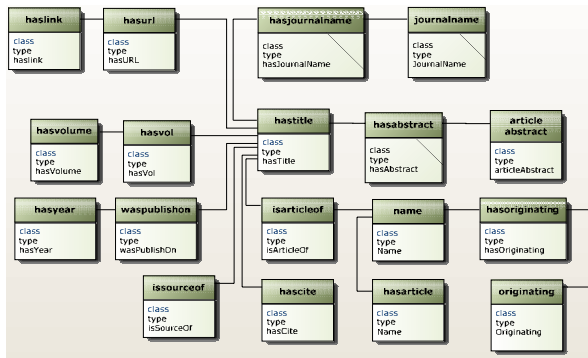 haslink
class
type
haslink
hasurl
class
type
hasURL
hasjournalname
class
type
hasJournalName
journalname
class
type
JournalName
hasvolume
class
type
hasVolume
hasvol
class
type
hasVol
hastitle
class
type
hasTitle
hasabstract
class
type
hasAbstract
article
abstract
class
type
articleAbstract
hasyear
class
type
hasYear
waspublishon
class
type
wasPublishOn
isarticleof
class
type
isArticleOf
name
class
type
Name
hasoriginating
class
type
hasOriginating
issourceof
class
type
isSourceOf
hascite
class
type
hasCite
hasarticle
class
type
Name
originating
class
type
Originating